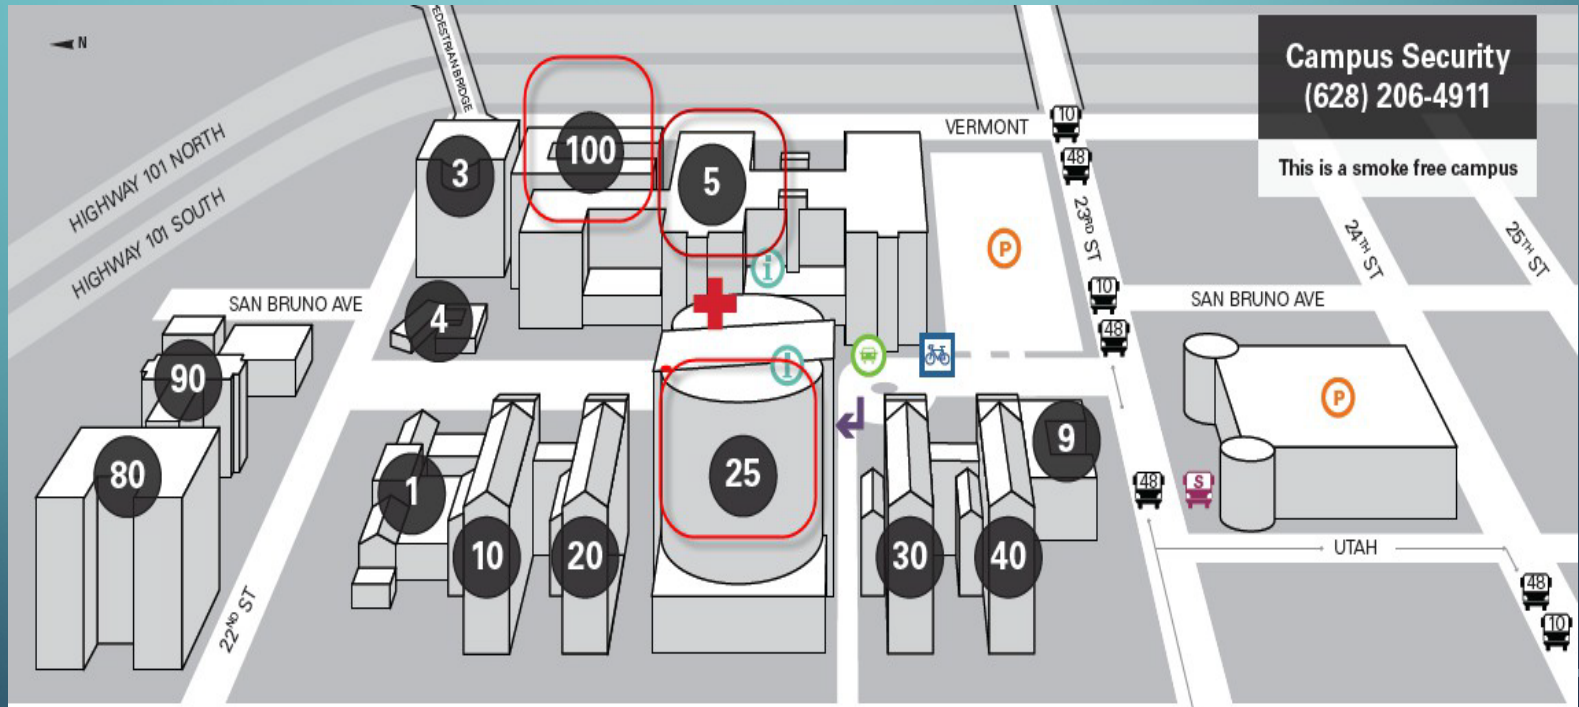 N
EDESTRIAN BRIDGE
Campus Security
(628) 206-4911
This is a smoke free campus
HIGHWAY 101 NORTH
HIGHWAY 101 SOUTH
VERMONT
10
48
3
100
5
23RD ST
P
24TH ST
25TH ST
i
10
SAN BRUNO AVE
SAN BRUNO AVE
4
48
i
90
P
80
1
25
9
48
S
10
20
30
40
UTAH
22ND ST
48
10